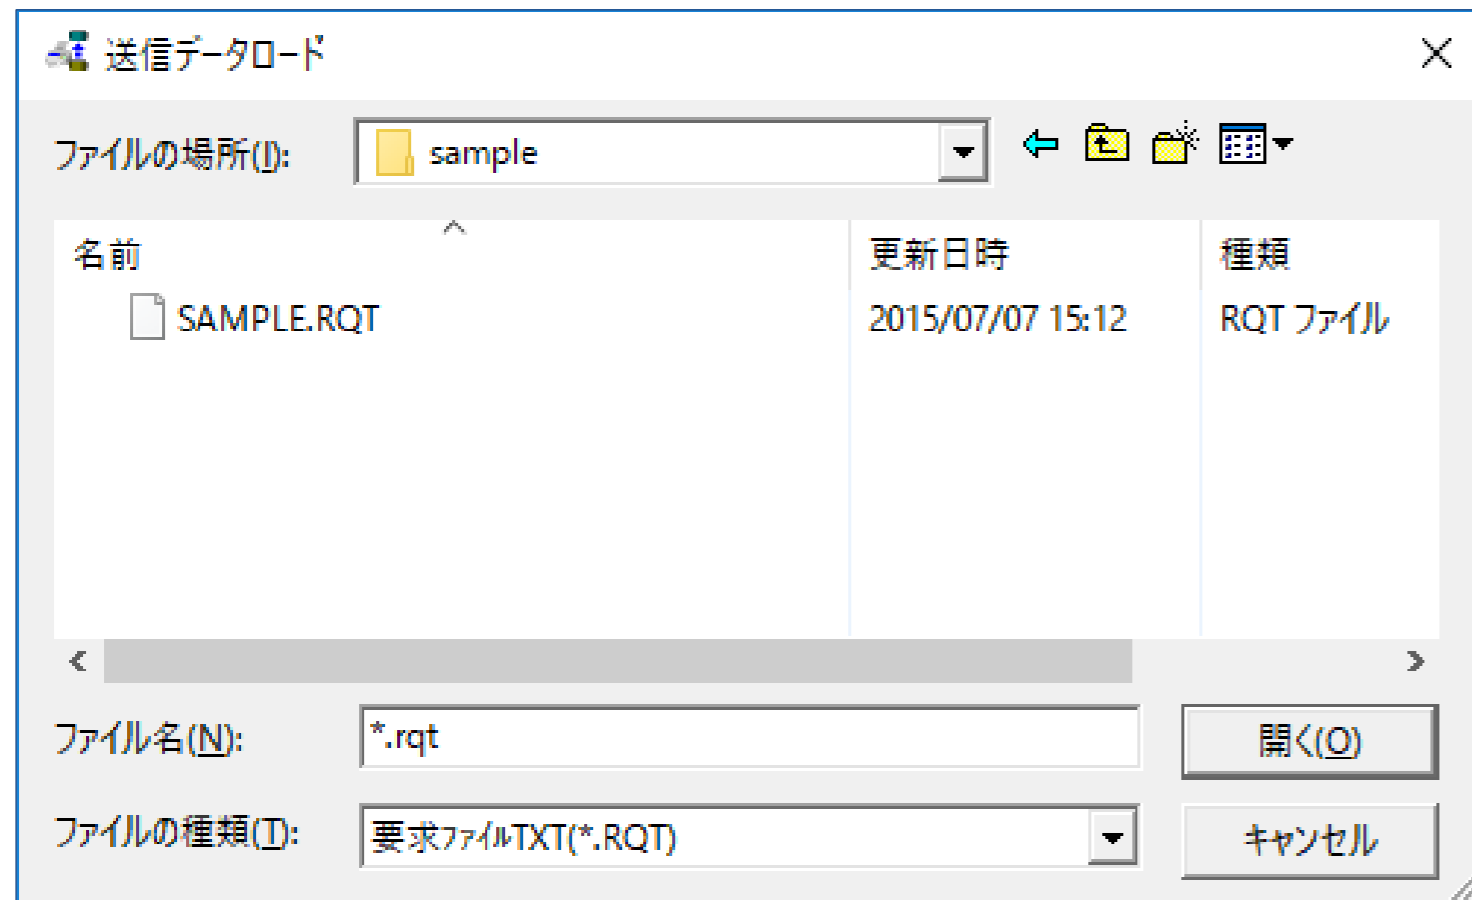 送信データロード
ファイルの場所(I): sample
名前 更新日時 種類
SAMPLE.RQT 2015/07/07 15:12 RQT ファイル
ファイル名(N): *.rqt 開く(O)
ファイルの種類(T): 要求ファイルTXT(*.RQT) キャンセル